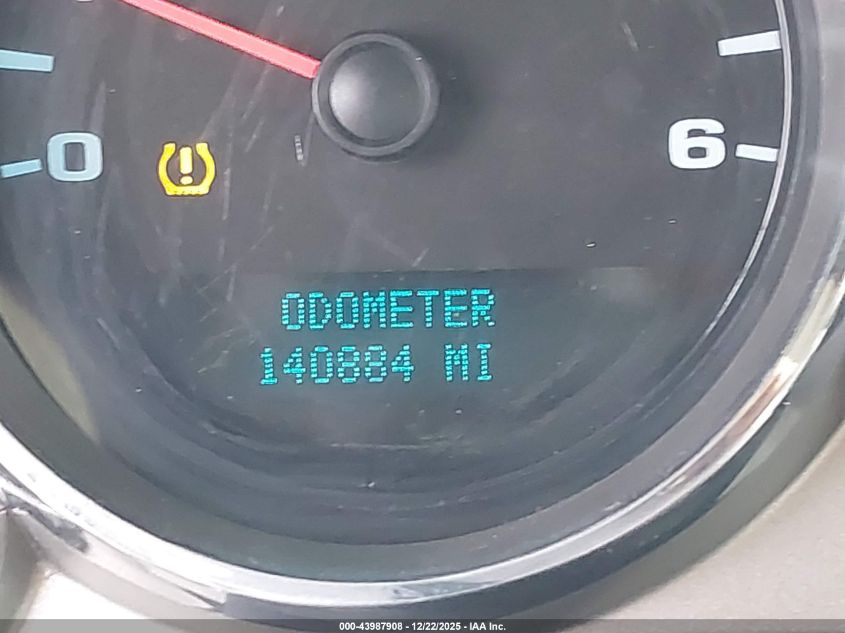 0
6
ODOMETER
140884 MI
000-43987908 - 12/22/2025 - IAA Inc.